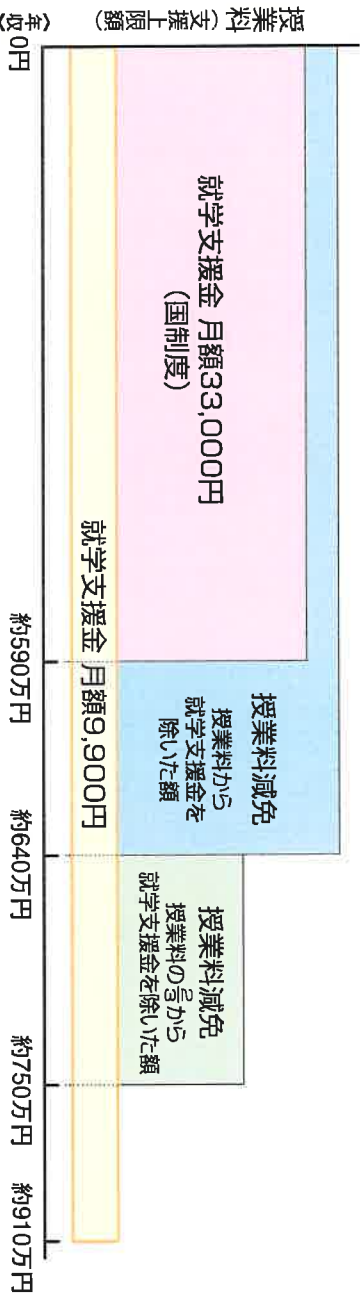 授業料（支援上限額）
就学支援金 月額33,000円
（国制度）
授業料減免
授業料から
就学支援金を
除いた額
授業料減免
授業料の2/3から
就学支援金を除いた額
就学支援金 月額9,900円
（年収）
0円
約590万円
約640万円
約750万円
約910万円